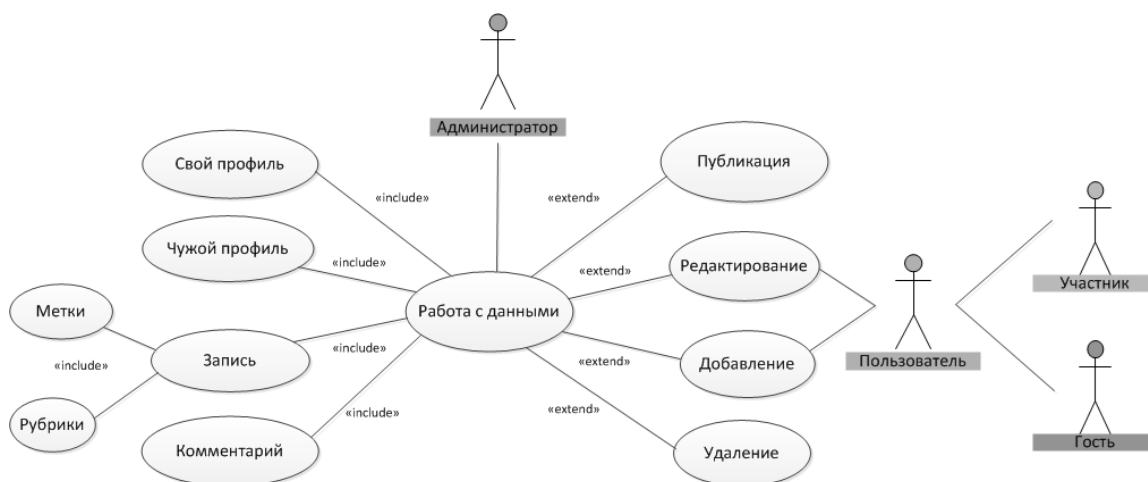 Администратор
Свой профиль
Публикация
«include»
«extend»
Чужой профиль
«include»
«extend»
Редактирование
Участник
Метки
Работа с данными
Запись
«include»
«include»
«extend»
Добавление
Пользователь
Рубрики
«include»
«extend»
Комментарий
Удаление
Гость